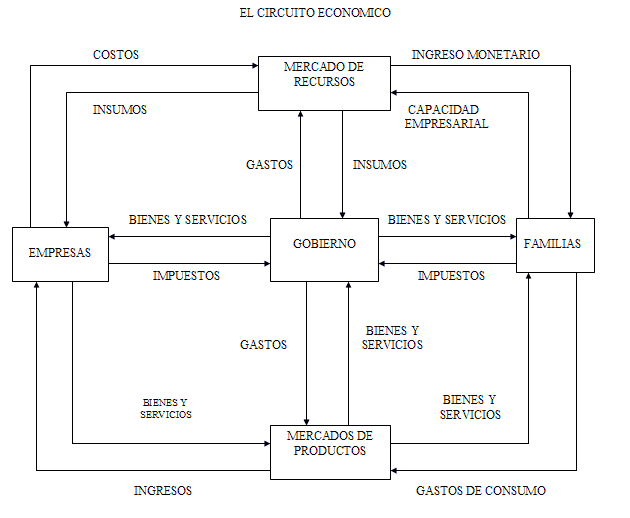 EL CIRCUITO ECONOMICO
COSTOS
MERCADO DE
RECURSOS
INGRESO MONETARIO
INSUMOS
CAPACIDAD
EMPRESARIAL
GASTOS
INSUMOS
BIENES Y SERVICIOS
BIENES Y SERVICIOS
EMPRESAS
GOBIERNO
FAMILIAS
IMPUESTOS
IMPUESTOS
GASTOS
BIENES Y
SERVICIOS
BIENES Y
SERVICIOS
BIENES Y
SERVICIOS
MERCADOS DE
PRODUCTOS
INGRESOS
GASTOS DE CONSUMO